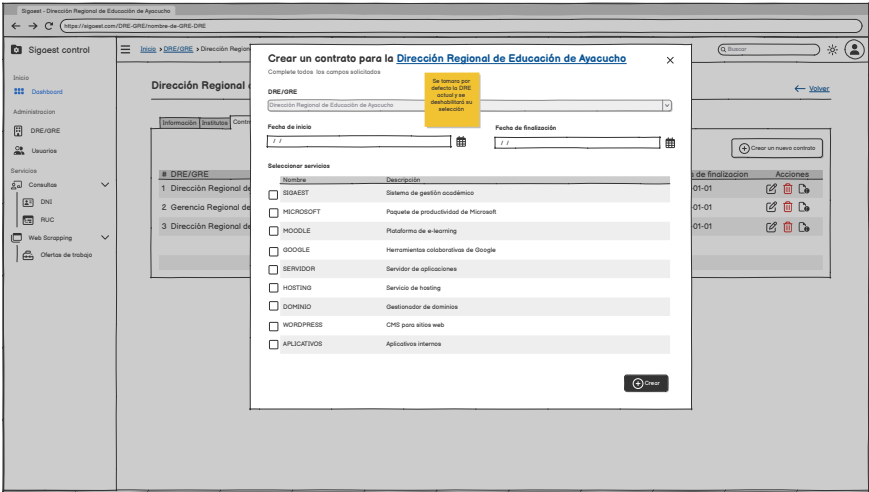 Sigaest - Dirección Regional de Educación de Ayacucho
https://sigaest.com/DRE-GRE/nombre-de-GRE-DRE
Sigaest control
Inicio > DRE/GRE > Dirección Region
Buscar
Inicio
Dashboard
Administracion
DRE/GRE
Usuarios
Servicios
Consultas
DNI
RUC
Web Scrapping
Ofertas de trabajo
Dirección Regional
Volver
Información
Institutos
Contr
Crear un nuevo contrato
# DRE/GRE
a de finalizacion
Acciones
1 Dirección Regional de
-01-01
2 Gerencia Regional de
-01-01
3 Dirección Regional de
-01-01
Crear un contrato para la Dirección Regional de Educación de Ayacucho
Complete todos los campos solicitados
Se tomara por
defecto la DRE
actual y se
deshabilitará su
selección
DRE/GRE
Dirección Regional de Educación de Ayacucho
Fecha de inicio
Fecha de finalización
/ /
/ /
Seleccionar servicios
Nombre
Descripción
SIGAEST
Sistema de gestión académico
MICROSOFT
Paquete de productividad de Microsoft
MOODLE
Plataforma de e-learning
GOOGLE
Herramientas colaborativas de Google
SERVIDOR
Servidor de aplicaciones
HOSTING
Servicio de hosting
DOMINIO
Gestionador de dominios
WORDPRESS
CMS para sitios web
APLICATIVOS
Aplicativos internos
Crear